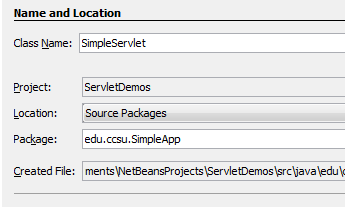 Name and Location
Class Name: SimpleServlet
Project: ServletDemos
Location: Source Packages
Package: edu.ccsu.SimpleApp
Created File: ments\NetBeansProjects\ServletDemos\src\java\edu\